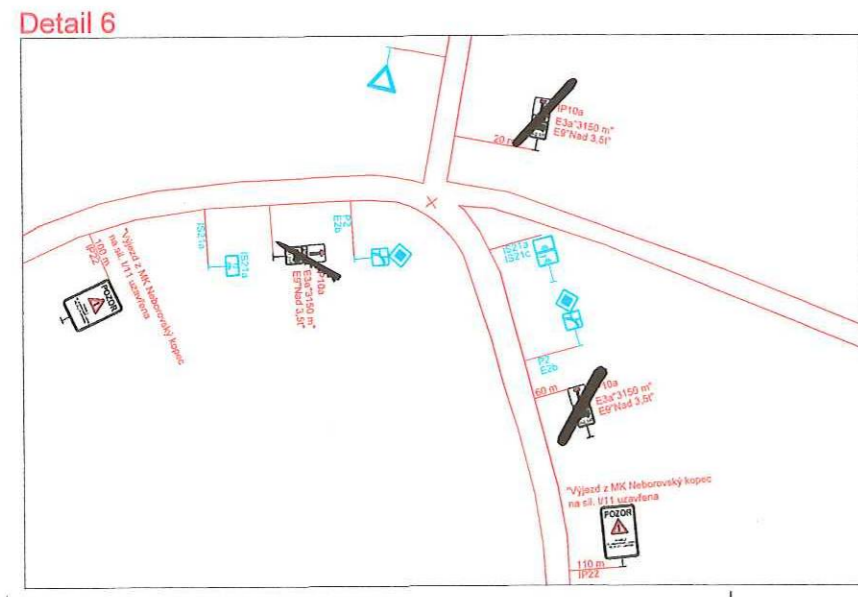 Detail 6
IP10a
E3a"3150 m"
E9"Nad 3,5t"
IS21a
IS21a
P2
E2b
E3a"3150 m"
E9"Nad 3,5t"
100 m
IP22
"Výjezd z MK Neborovský kopec
na sil. I/11 uzavřena
POZOR
IS21a
IS21c
P2
E2b
60 m
E3a"3150 m"
E9"Nad 3,5t"
"Výjezd z MK Neborovský kopec
na sil. I/11 uzavřena
POZOR
110 m
IP22